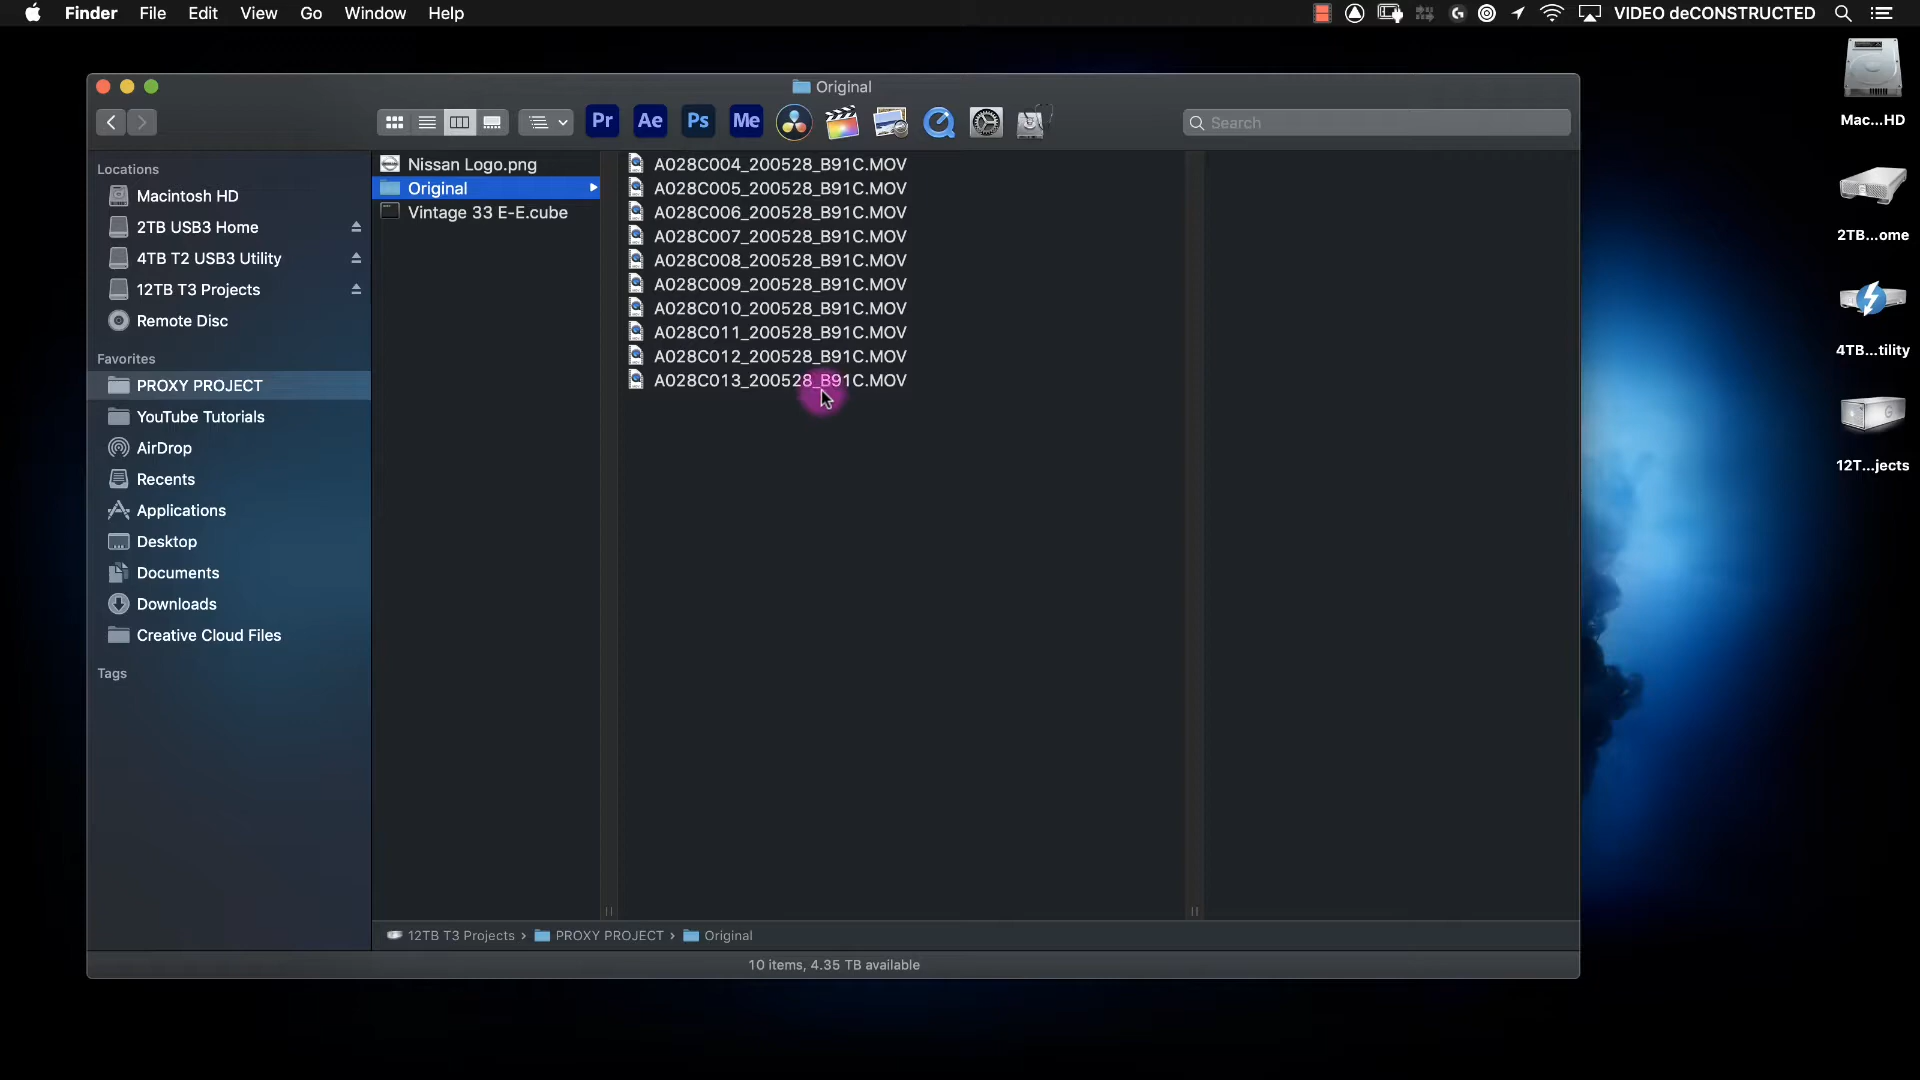 Finder File Edit View Go Window Help VIDEO deCONSTRUCTED
Original
Pr Ae Ps Me Search
Locations
Macintosh HD
2TB USB3 Home
4TB T2 USB3 Utility
12TB T3 Projects
Remote Disc
Favorites
PROXY PROJECT
YouTube Tutorials
AirDrop
Recents
Applications
Desktop
Documents
Downloads
Creative Cloud Files
Tags
Nissan Logo.png
Original
Vintage 33 E-E.cube
A028C004_200528_B91C.MOV
A028C005_200528_B91C.MOV
A028C006_200528_B91C.MOV
A028C007_200528_B91C.MOV
A028C008_200528_B91C.MOV
A028C009_200528_B91C.MOV
A028C010_200528_B91C.MOV
A028C011_200528_B91C.MOV
A028C012_200528_B91C.MOV
A028C013_200528_B91C.MOV
12TB T3 Projects › PROXY PROJECT › Original
10 items, 4.35 TB available
Mac...HD
2TB...ome
4TB...tility
12T...jects